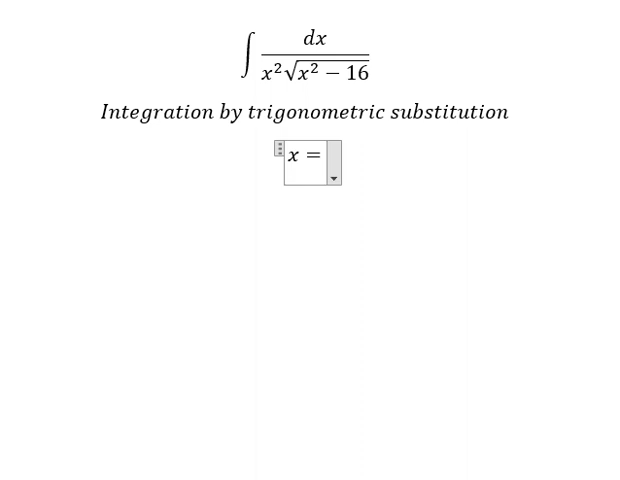 ∫ dx / (x²√(x² − 16))
Integration by trigonometric substitution
x =